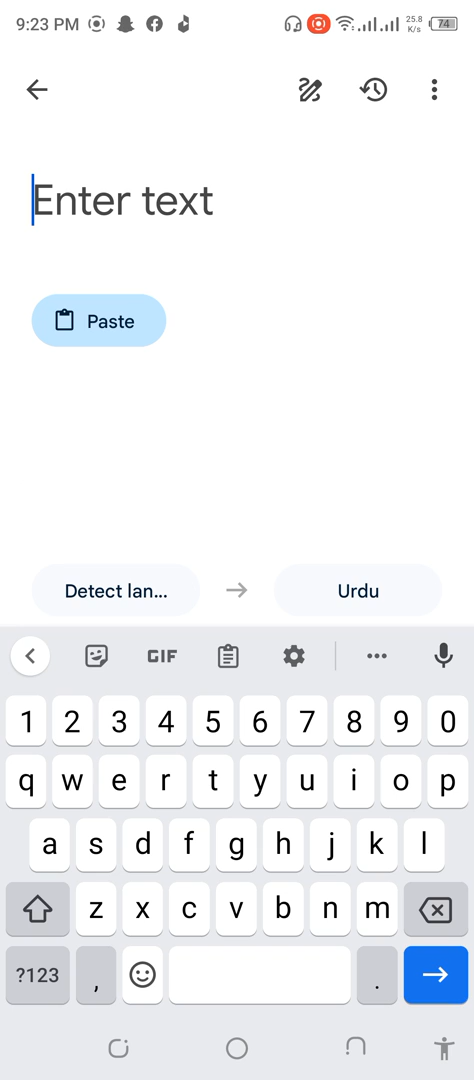 9:23 PM 25.8 K/s 74
Enter text
Paste
Detect lan... Urdu
GIF
1 2 3 4 5 6 7 8 9 0
q w e r t y u i o p
a s d f g h j k l
z x c v b n m
?123 , .